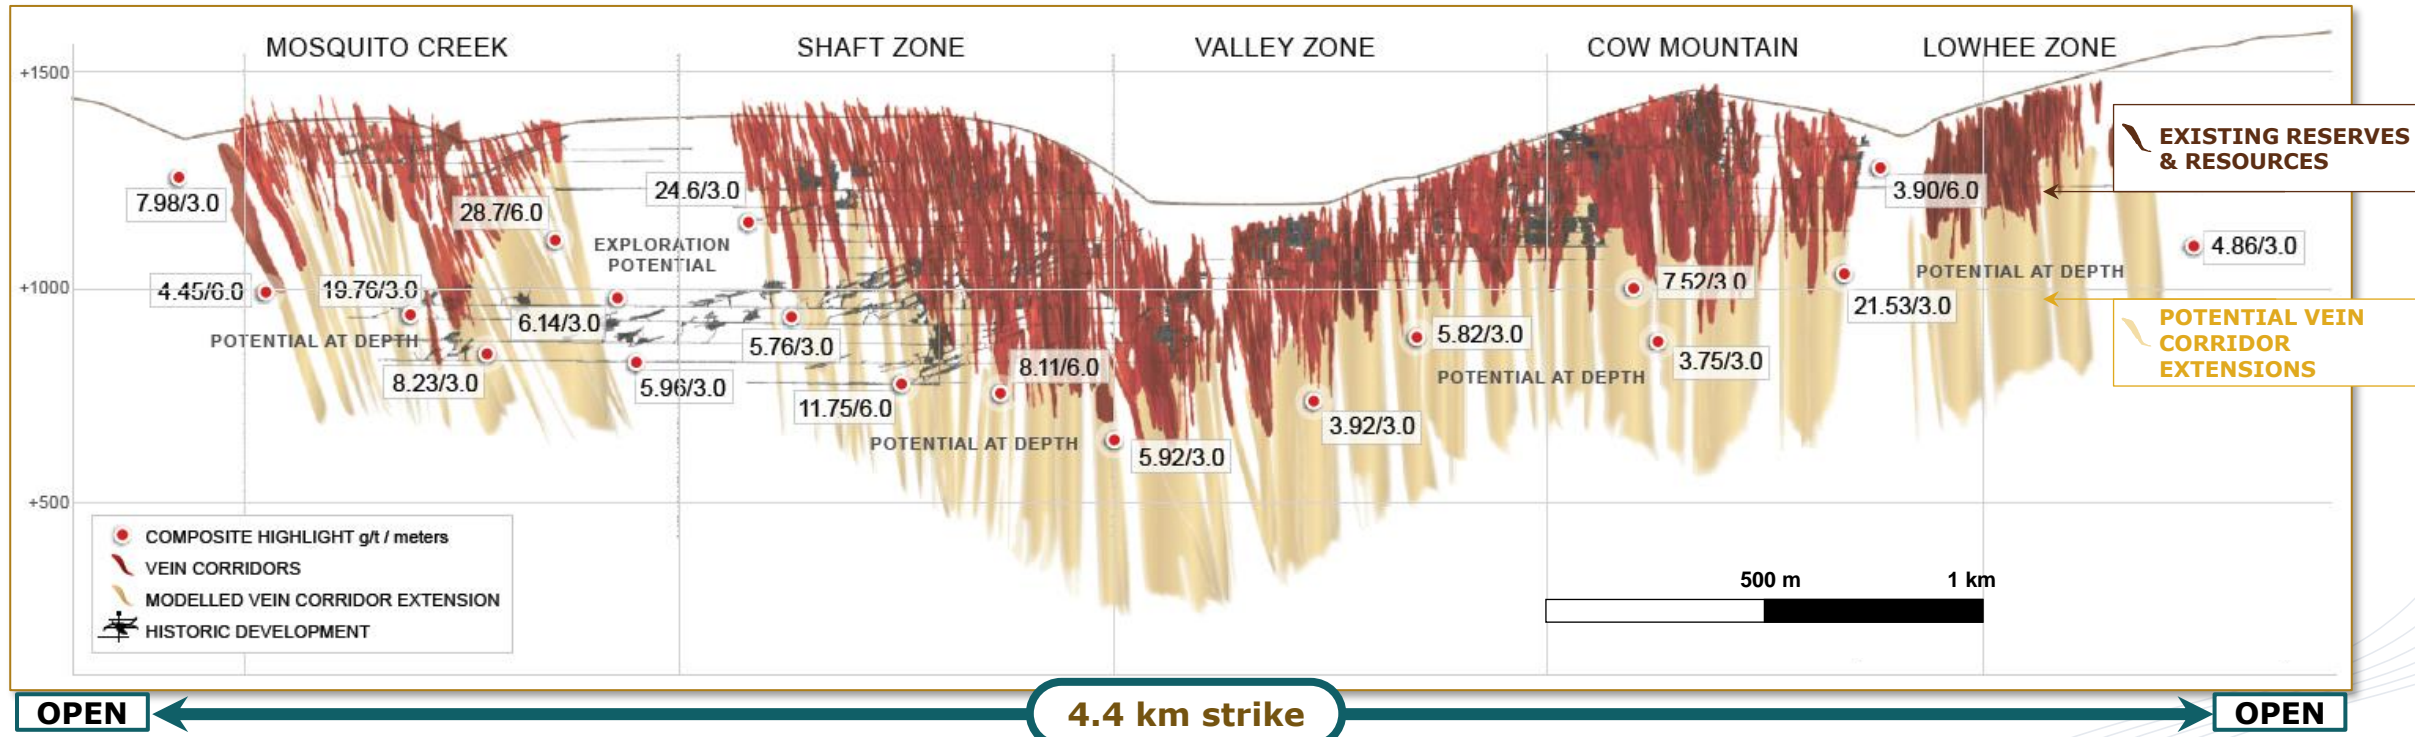 MOSQUITO CREEK
SHAFT ZONE
VALLEY ZONE
COW MOUNTAIN
LOWHEE ZONE
+1500
+1000
+500
EXISTING RESERVES
& RESOURCES
POTENTIAL VEIN
CORRIDOR
EXTENSIONS
7.98/3.0
4.45/6.0
19.76/3.0
28.7/6.0
POTENTIAL AT DEPTH
8.23/3.0
6.14/3.0
EXPLORATION
POTENTIAL
24.6/3.0
5.96/3.0
5.76/3.0
11.75/6.0
8.11/6.0
POTENTIAL AT DEPTH
5.92/3.0
3.92/3.0
5.82/3.0
POTENTIAL AT DEPTH
7.52/3.0
3.75/3.0
3.90/6.0
21.53/3.0
POTENTIAL AT DEPTH
4.86/3.0
COMPOSITE HIGHLIGHT g/t / meters
VEIN CORRIDORS
MODELLED VEIN CORRIDOR EXTENSION
HISTORIC DEVELOPMENT
500 m
1 km
OPEN
4.4 km strike
OPEN